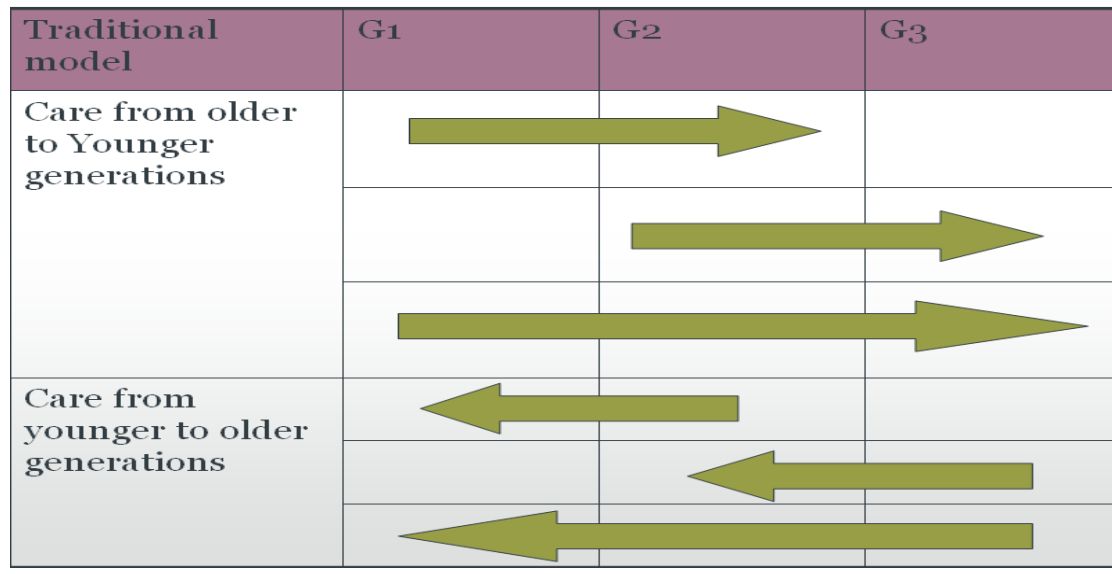 Traditional model G1 G2 G3
Care from older
to Younger
generations
Care from
younger to older
generations